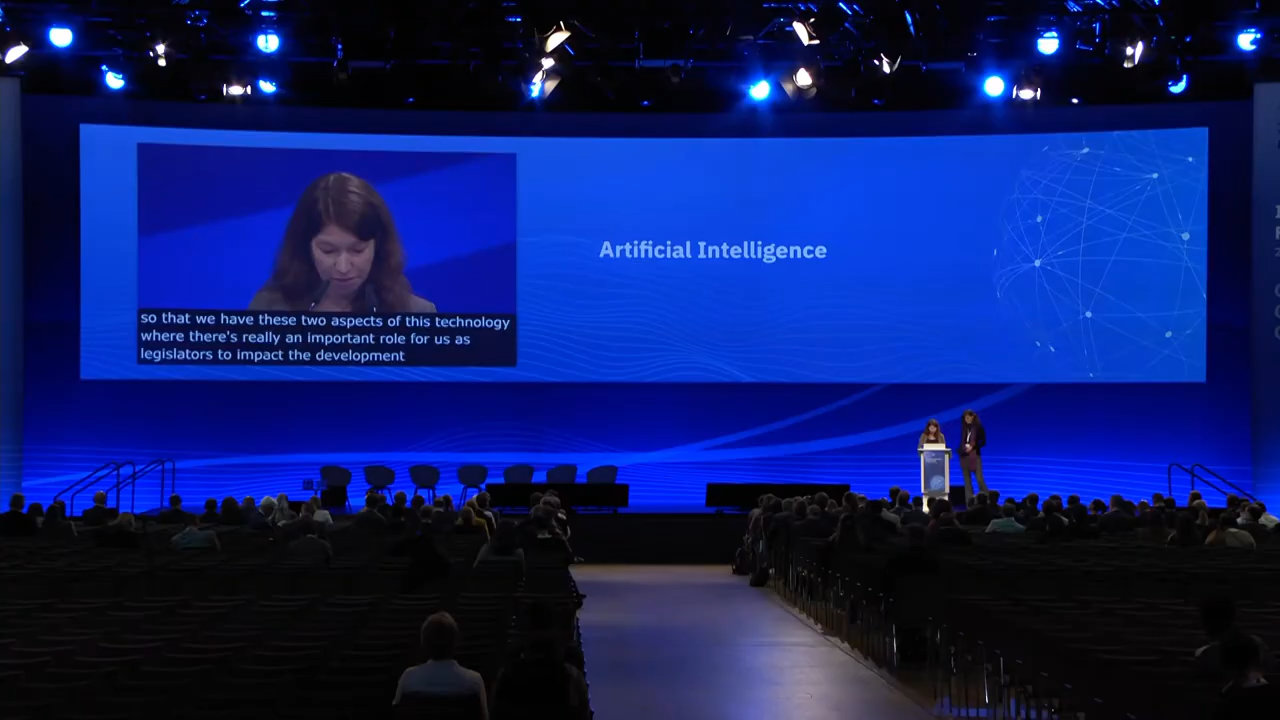 Artificial Intelligence
so that we have these two aspects of this technology
where there's really an important role for us as
legislators to impact the development